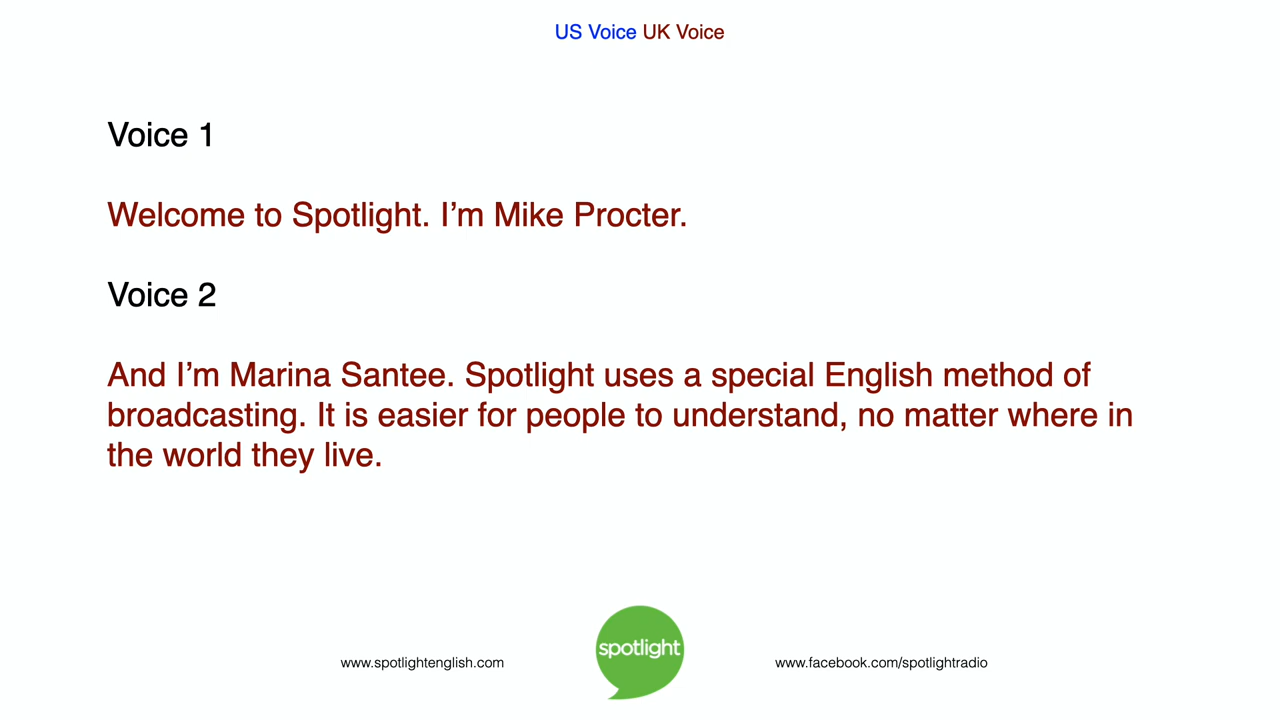 US Voice UK Voice
Voice 1
Welcome to Spotlight. I’m Mike Procter.
Voice 2
And I’m Marina Santee. Spotlight uses a special English method of
broadcasting. It is easier for people to understand, no matter where in
the world they live.
www.spotlightenglish.com
spotlight
www.facebook.com/spotlightradio